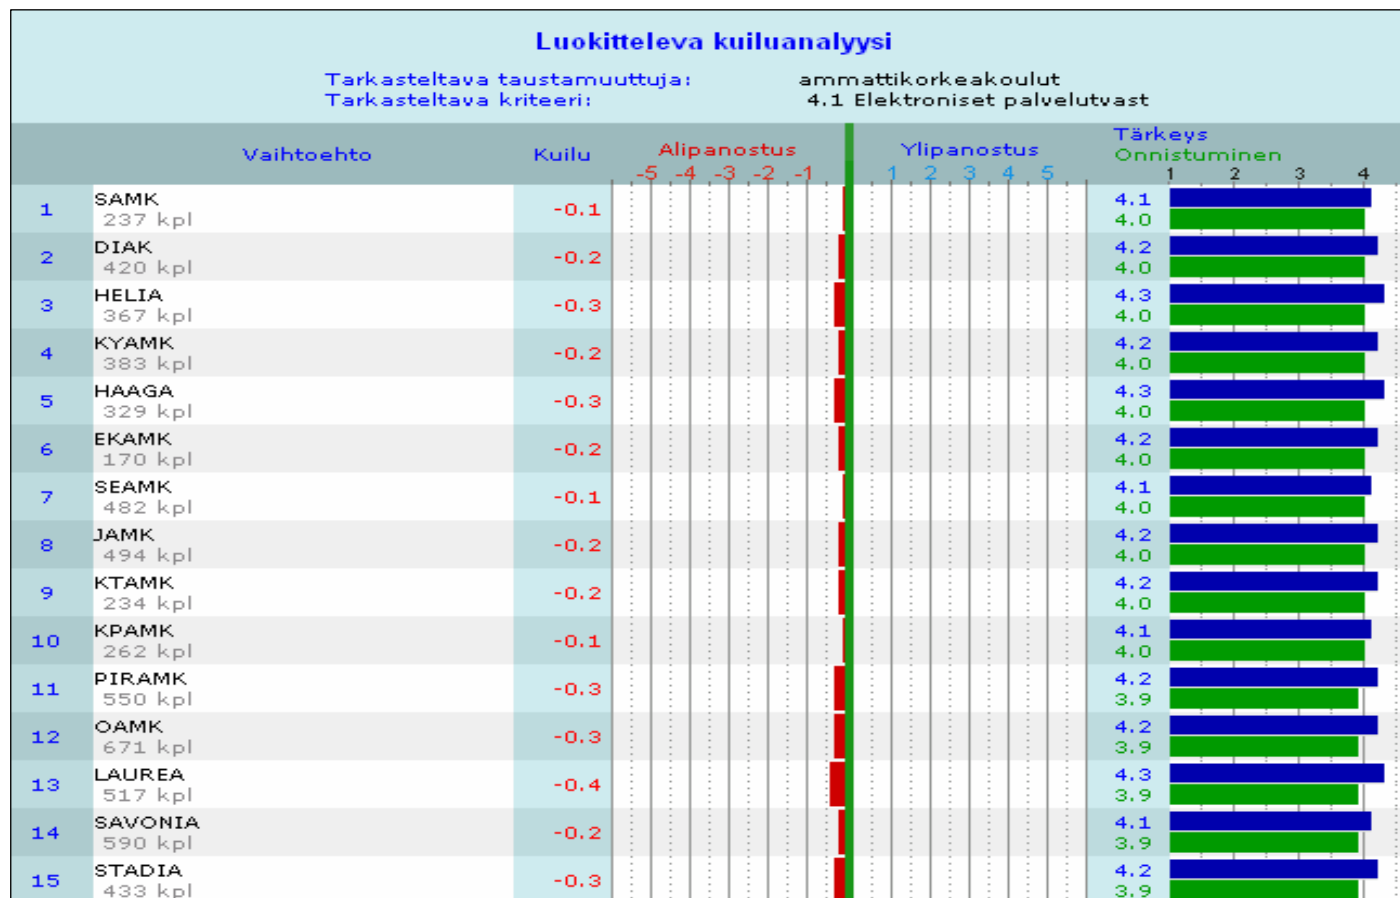 Luokitteleva kuiluanalyysi
Tarkasteltava taustamuuttuja: ammattikorkeakoulut
Tarkasteltava kriteeri: 4.1 Elektroniset palvelutvast
Vaihtoehto Kuilu Alipanostus Ylipanostus Tärkeys
Onnistuminen
-5 -4 -3 -2 -1 1 2 3 4 5 1 2 3 4
1 SAMK -0.1 4.1
237 kpl 4.0
2 DIAK -0.2 4.2
420 kpl 4.0
3 HELIA -0.3 4.3
367 kpl 4.0
4 KYAMK -0.2 4.2
383 kpl 4.0
5 HAAGA -0.3 4.3
329 kpl 4.0
6 EKAMK -0.2 4.2
170 kpl 4.0
7 SEAMK -0.1 4.1
482 kpl 4.0
8 JAMK -0.2 4.2
494 kpl 4.0
9 KTAMK -0.2 4.2
234 kpl 4.0
10 KPAMK -0.1 4.1
262 kpl 4.0
11 PIRAMK -0.3 4.2
550 kpl 3.9
12 OAMK -0.3 4.2
671 kpl 3.9
13 LAUREA -0.4 4.3
517 kpl 3.9
14 SAVONIA -0.2 4.1
590 kpl 3.9
15 STADIA -0.3 4.2
433 kpl 3.9